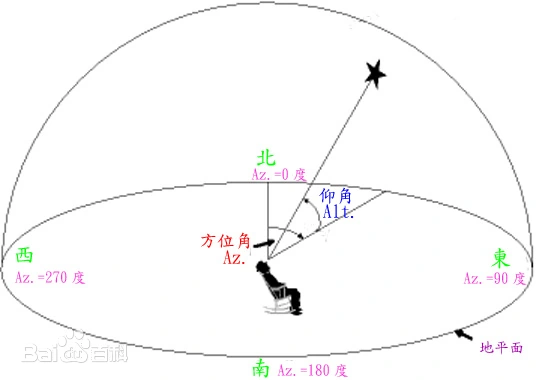 北
Az.=0 度
仰角
Alt.
方位角
Az.
西
Az.=270 度
東
Az.=90 度
地平面
南 Az.=180 度
Bai百科